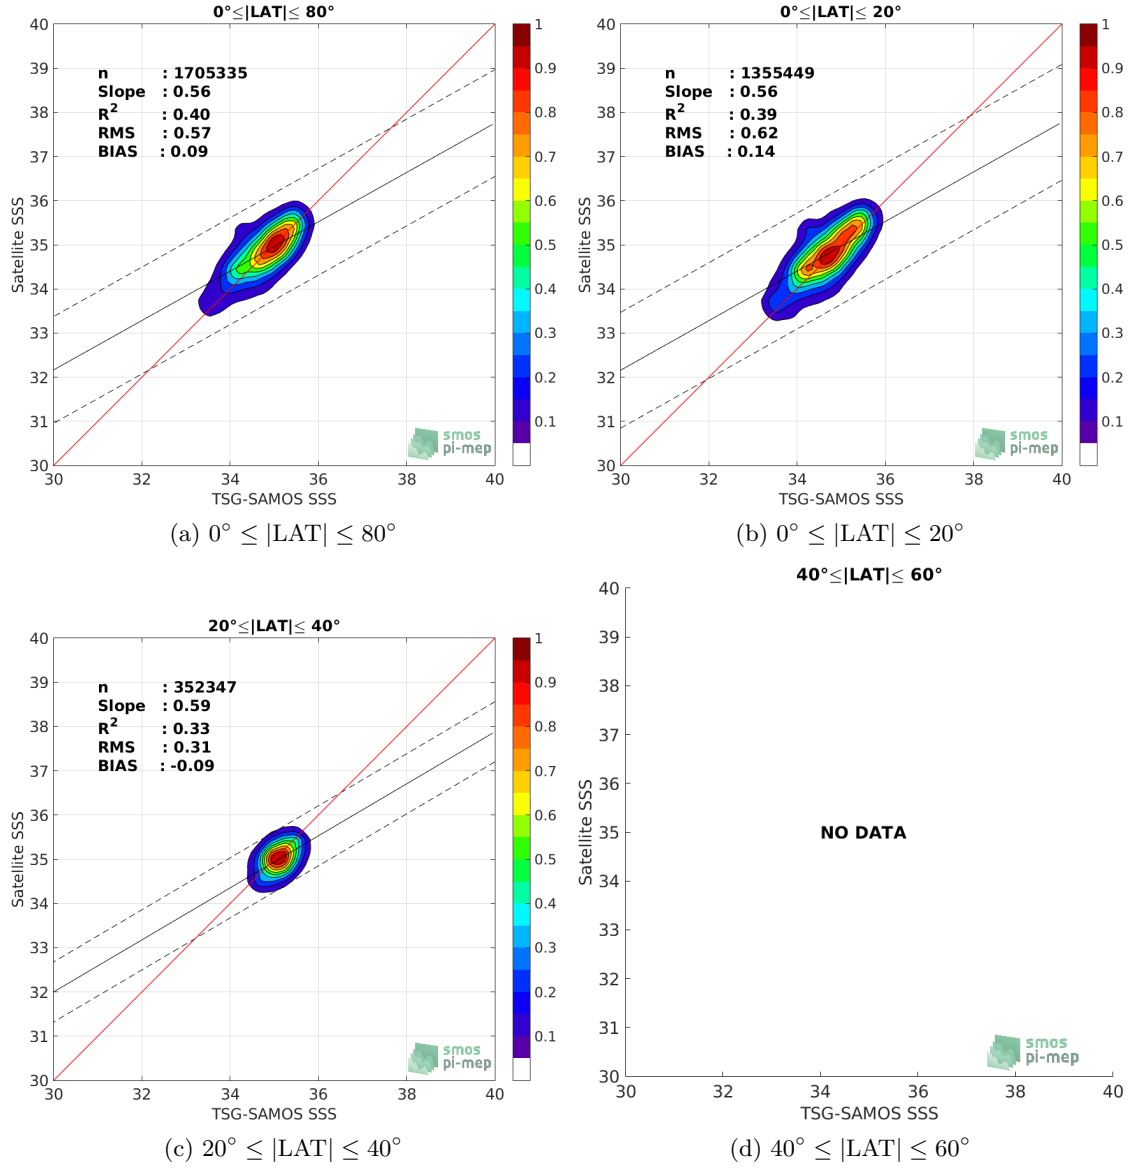 0°≤|LAT|≤ 80°
n : 1705335
Slope : 0.56
R2 : 0.40
RMS : 0.57
BIAS : 0.09
40
39
38
37
36
35
34
33
32
31
30
Satellite SSS
30 32 34 36 38 40
TSG-SAMOS SSS
1
0.9
0.8
0.7
0.6
0.5
0.4
0.3
0.2
0.1
smos
pi-mep
(a) 0° ≤ |LAT| ≤ 80°
0°≤|LAT|≤ 20°
n : 1355449
Slope : 0.56
R2 : 0.39
RMS : 0.62
BIAS : 0.14
40
39
38
37
36
35
34
33
32
31
30
Satellite SSS
30 32 34 36 38 40
TSG-SAMOS SSS
1
0.9
0.8
0.7
0.6
0.5
0.4
0.3
0.2
0.1
smos
pi-mep
(b) 0° ≤ |LAT| ≤ 20°
20°≤|LAT|≤ 40°
n : 352347
Slope : 0.59
R2 : 0.33
RMS : 0.31
BIAS : -0.09
40
39
38
37
36
35
34
33
32
31
30
Satellite SSS
30 32 34 36 38 40
TSG-SAMOS SSS
1
0.9
0.8
0.7
0.6
0.5
0.4
0.3
0.2
0.1
smos
pi-mep
(c) 20° ≤ |LAT| ≤ 40°
40°≤|LAT|≤ 60°
40
39
38
37
36
35
34
33
32
31
30
Satellite SSS
NO DATA
30 32 34 36 38 40
TSG-SAMOS SSS
smos
pi-mep
(d) 40° ≤ |LAT| ≤ 60°